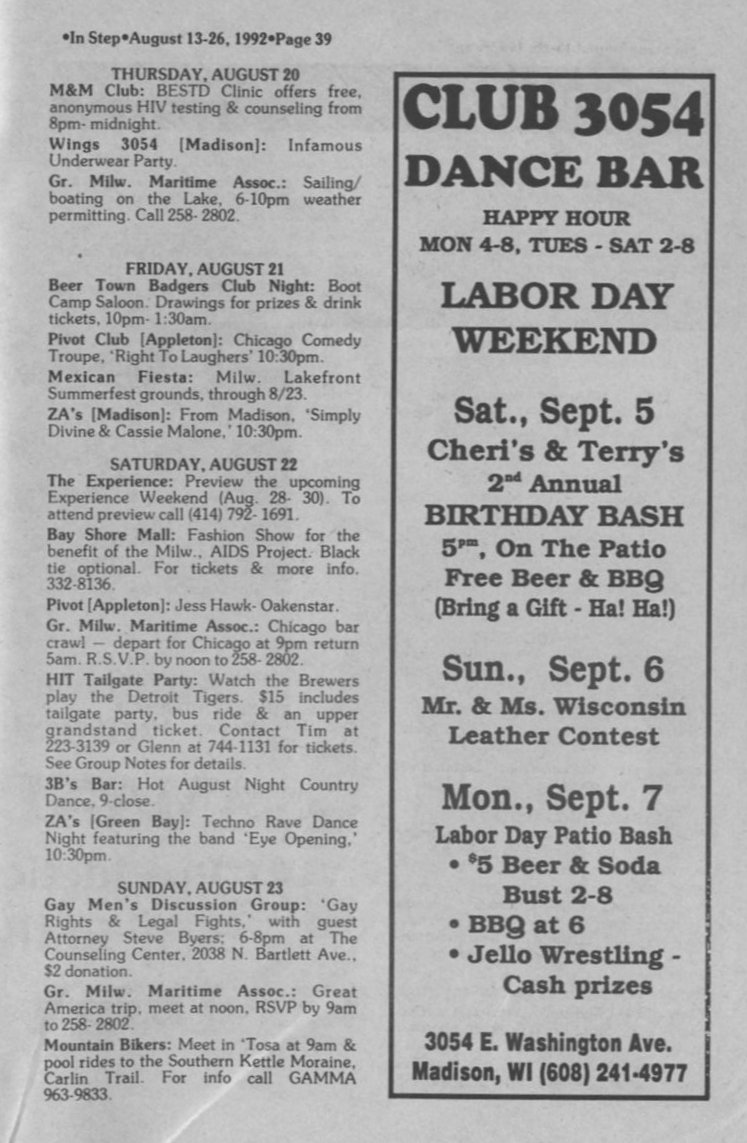 •In Step•August 13-26, 1992•Page 39
THURSDAY, AUGUST 20
M&M Club: BESTD Clinic offers free,
anonymous HIV testing & counseling from
8pm- midnight.
Wings 3054 [Madison]: Infamous
Underwear Party.
Gr. Milw. Maritime Assoc.: Sailing/
boating on the Lake, 6-10pm weather
permitting. Call 258- 2802.
FRIDAY, AUGUST 21
Beer Town Badgers Club Night: Boot
Camp Saloon. Drawings for prizes & drink
tickets, 10pm- 1:30am.
Pivot Club [Appleton]: Chicago Comedy
Troupe, 'Right To Laughers' 10:30pm.
Mexican Fiesta: Milw. Lakefront
Summerfest grounds, through 8/23.
ZA's [Madison]: From Madison, 'Simply
Divine & Cassie Malone,' 10:30pm.
SATURDAY, AUGUST 22
The Experience: Preview the upcoming
Experience Weekend (Aug. 28- 30). To
attend preview call (414) 792- 1691.
Bay Shore Mall: Fashion Show for the
benefit of the Milw., AIDS Project. Black
tie optional. For tickets & more info.
332-8136.
Pivot [Appleton]: Jess Hawk- Oakenstar.
Gr. Milw. Maritime Assoc.: Chicago bar
crawl — depart for Chicago at 9pm return
5am. R.S.V.P. by noon to 258- 2802.
HIT Tailgate Party: Watch the Brewers
play the Detroit Tigers. $15 includes
tailgate party, bus ride & an upper
grandstand ticket. Contact Tim at
223-3139 or Glenn at 744-1131 for tickets.
See Group Notes for details.
3B's Bar: Hot August Night Country
Dance, 9-close.
ZA's [Green Bay]: Techno Rave Dance
Night featuring the band 'Eye Opening,'
10:30pm.
SUNDAY, AUGUST 23
Gay Men's Discussion Group: 'Gay
Rights & Legal Fights,' with guest
Attorney Steve Byers; 6-8pm at The
Counseling Center, 2038 N. Bartlett Ave.,
$2 donation.
Gr. Milw. Maritime Assoc.: Great
America trip, meet at noon, RSVP by 9am
to 258- 2802.
Mountain Bikers: Meet in 'Tosa at 9am &
pool rides to the Southern Kettle Moraine,
Carlin Trail. For info call GAMMA
963-9833.
CLUB 3054
DANCE BAR
HAPPY HOUR
MON 4-8, TUES - SAT 2-8
LABOR DAY
WEEKEND
Sat., Sept. 5
Cheri's & Terry's
2nd Annual
BIRTHDAY BASH
5PM, On The Patio
Free Beer & BBQ
(Bring a Gift - Ha! Ha!)
Sun., Sept. 6
Mr. & Ms. Wisconsin
Leather Contest
Mon., Sept. 7
Labor Day Patio Bash
• $5 Beer & Soda
Bust 2-8
• BBQ at 6
• Jello Wrestling -
Cash prizes
3054 E. Washington Ave.
Madison, WI (608) 241-4977